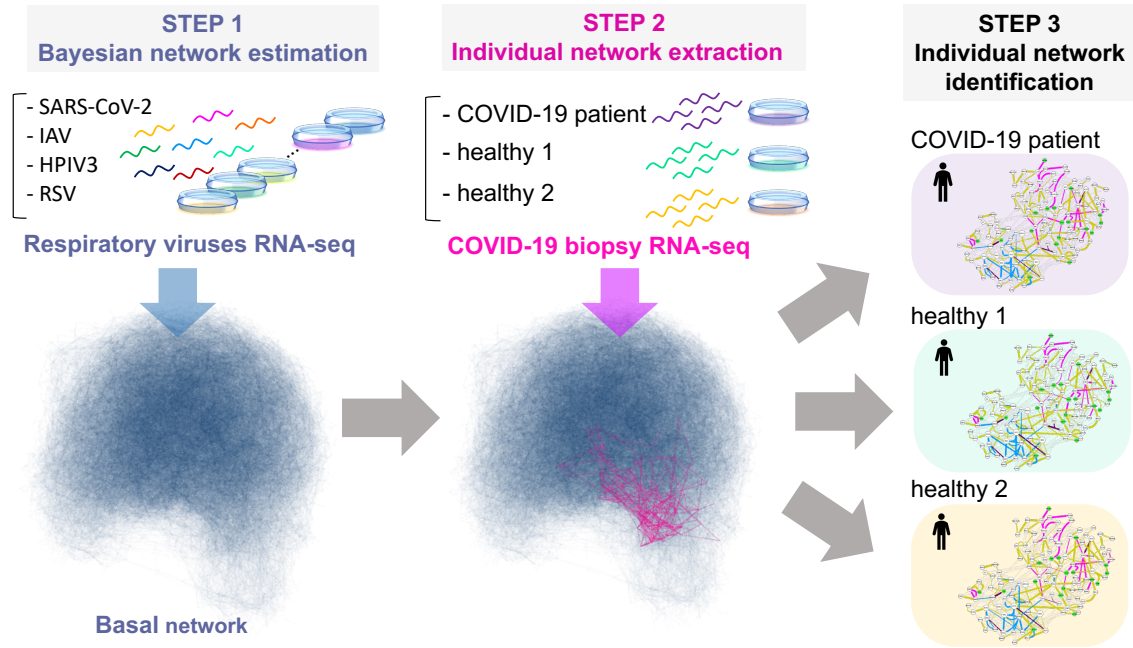 STEP 1
Bayesian network estimation
- SARS-CoV-2
- IAV
- HPIV3
- RSV
Respiratory viruses RNA-seq
Basal network
STEP 2
Individual network extraction
- COVID-19 patient
- healthy 1
- healthy 2
COVID-19 biopsy RNA-seq
STEP 3
Individual network
identification
COVID-19 patient
healthy 1
healthy 2